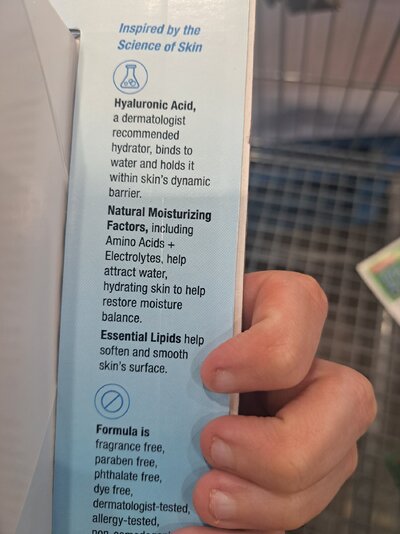 Inspired by the
Science of Skin
Hyaluronic Acid,
a dermatologist
recommended
hydrator, binds to
water and holds it
within skin's dynamic
barrier.
Natural Moisturizing
Factors, including
Amino Acids +
Electrolytes, help
attract water,
hydrating skin to help
restore moisture
balance.
Essential Lipids help
soften and smooth
skin's surface.
Formula is
fragrance free,
paraben free,
phthalate free,
dye free,
dermatologist-tested,
allergy-tested,